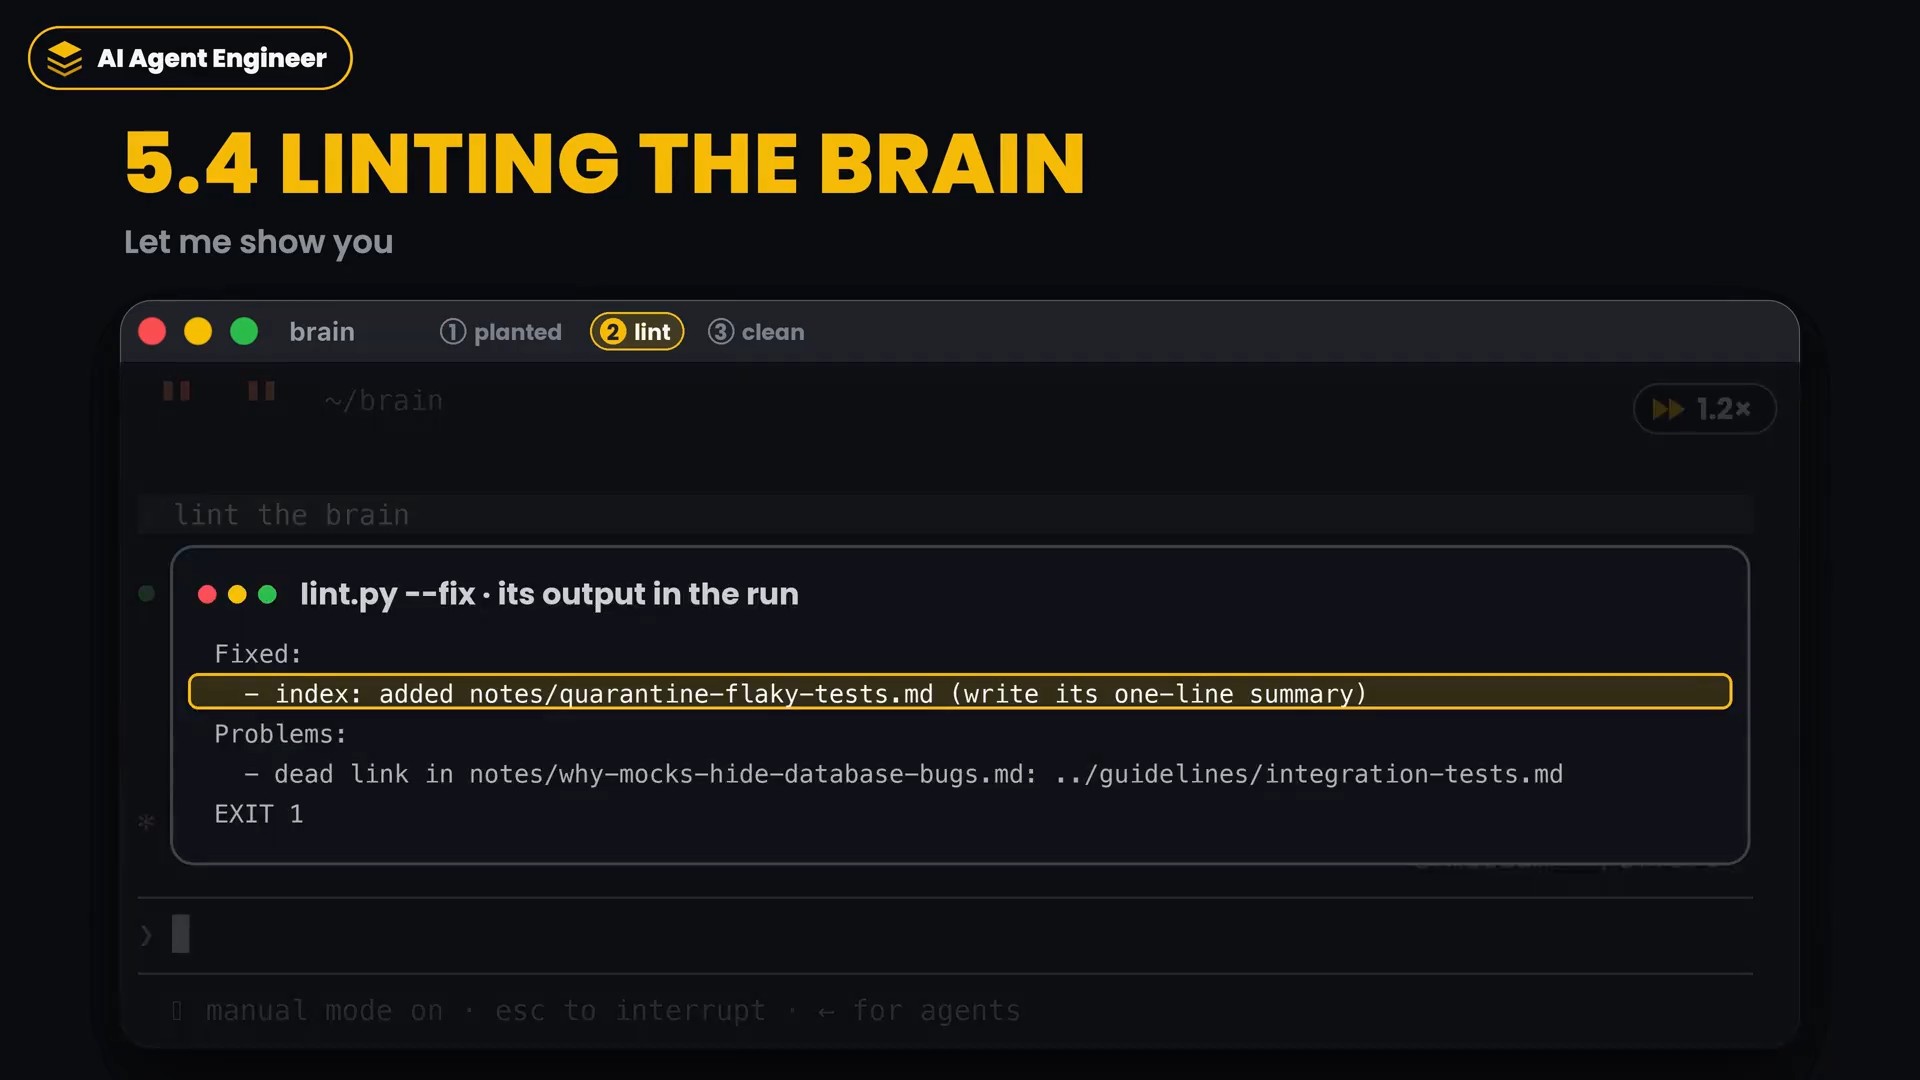 AI Agent Engineer
5.4 LINTING THE BRAIN
Let me show you
brain 1 planted 2 lint 3 clean
~/brain
1.2×
lint the brain
lint.py --fix · its output in the run
Fixed:
- index: added notes/quarantine-flaky-tests.md (write its one-line summary)
Problems:
- dead link in notes/why-mocks-hide-database-bugs.md: ../guidelines/integration-tests.md
EXIT 1
*
❯
manual mode on · esc to interrupt · ← for agents